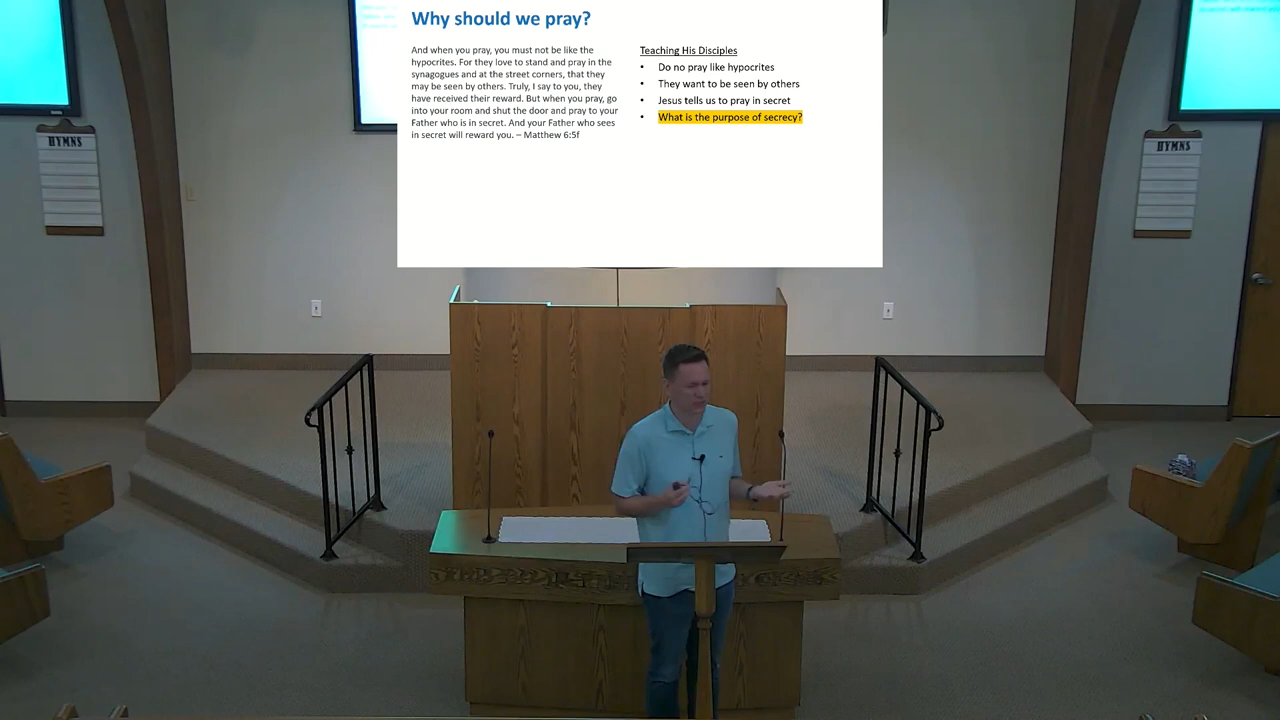 Why should we pray?
And when you pray, you must not be like the
hypocrites. For they love to stand and pray in the
synagogues and at the street corners, that they
may be seen by others. Truly, I say to you, they
have received their reward. But when you pray, go
into your room and shut the door and pray to your
Father who is in secret. And your Father who sees
in secret will reward you. – Matthew 6:5f
Teaching His Disciples
• Do no pray like hypocrites
• They want to be seen by others
• Jesus tells us to pray in secret
• What is the purpose of secrecy?
HYMNS
HYMNS